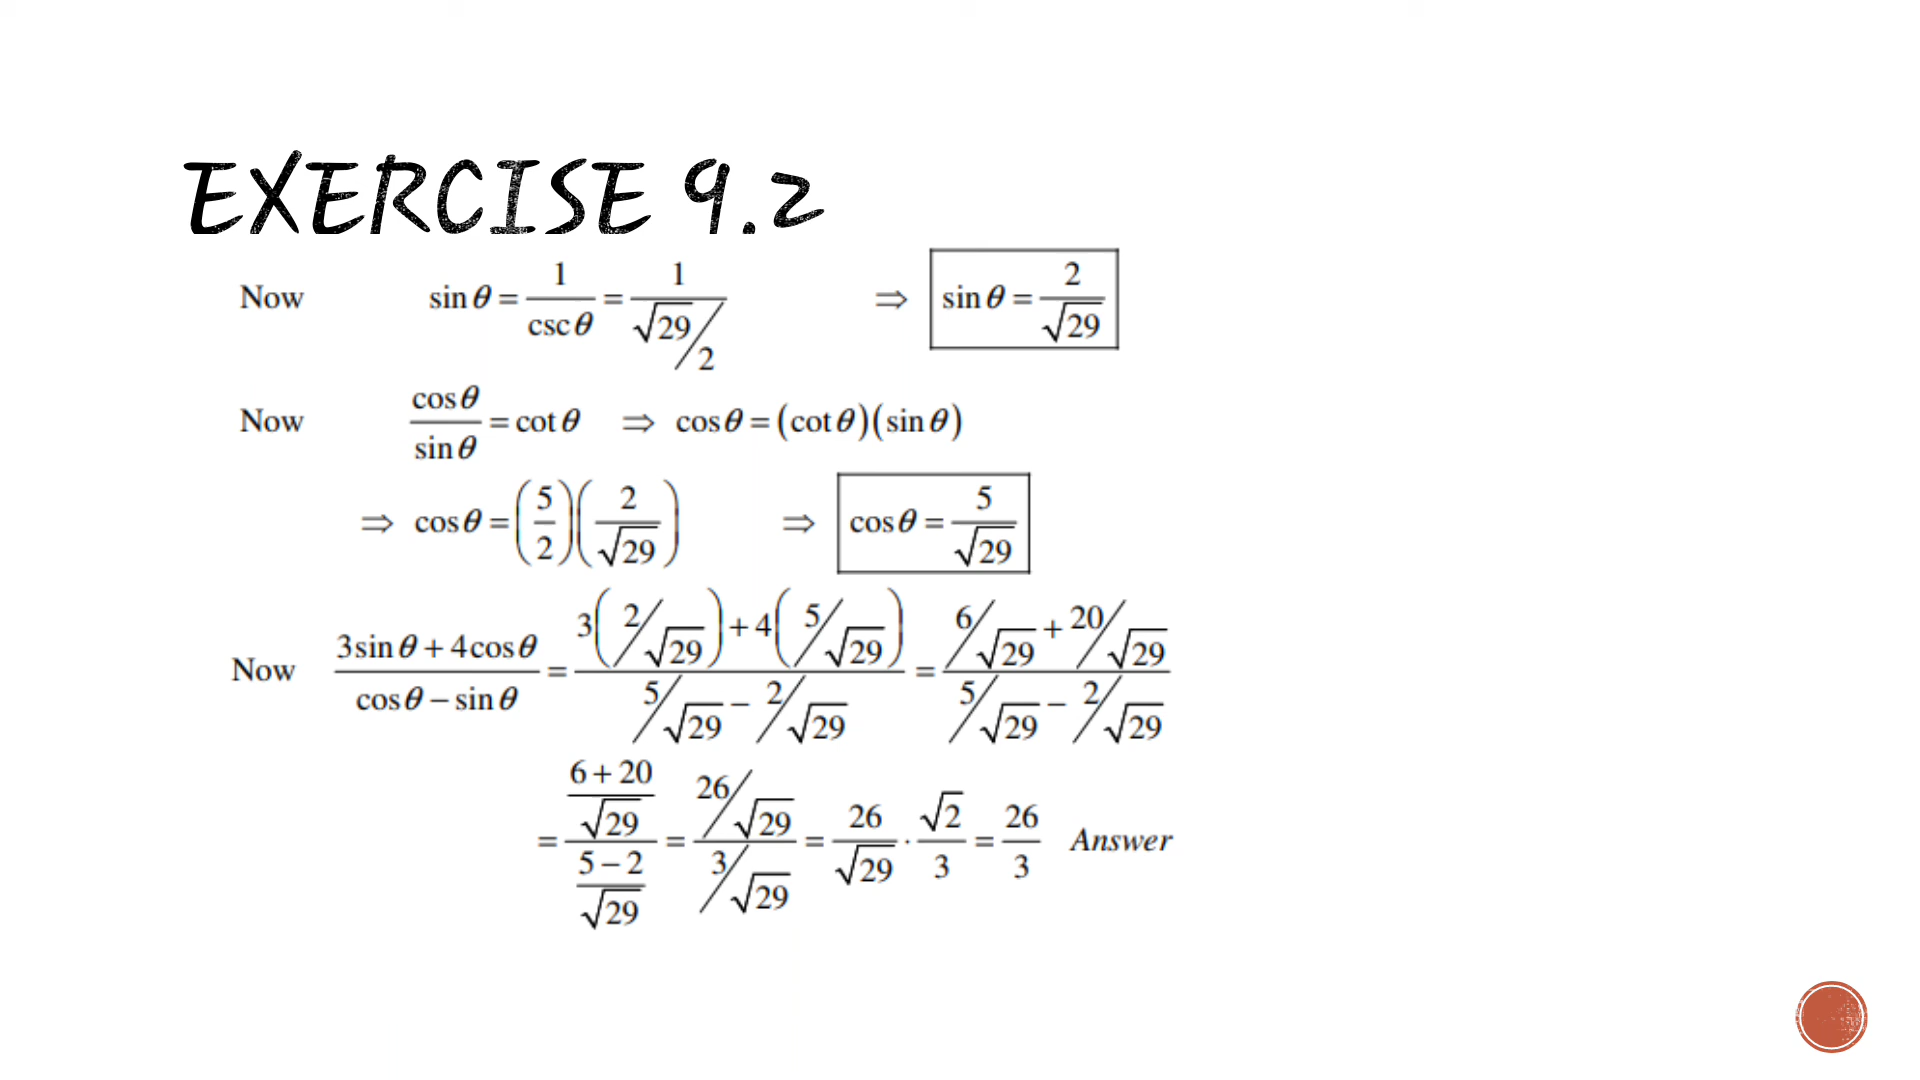 EXERCISE 9.2
Now sin θ = 1/csc θ = 1/(√29/2) ⇒ sin θ = 2/√29
Now cos θ/sin θ = cot θ ⇒ cos θ = (cot θ)(sin θ)
⇒ cos θ = (5/2)(2/√29) ⇒ cos θ = 5/√29
Now (3 sin θ + 4 cos θ)/(cos θ − sin θ) = (3(2/√29) + 4(5/√29))/(5/√29 − 2/√29) = (6/√29 + 20/√29)/(5/√29 − 2/√29)
= ((6 + 20)/√29)/((5 − 2)/√29) = (26/√29)/(3/√29) = 26/√29 · √2/3 = 26/3 Answer